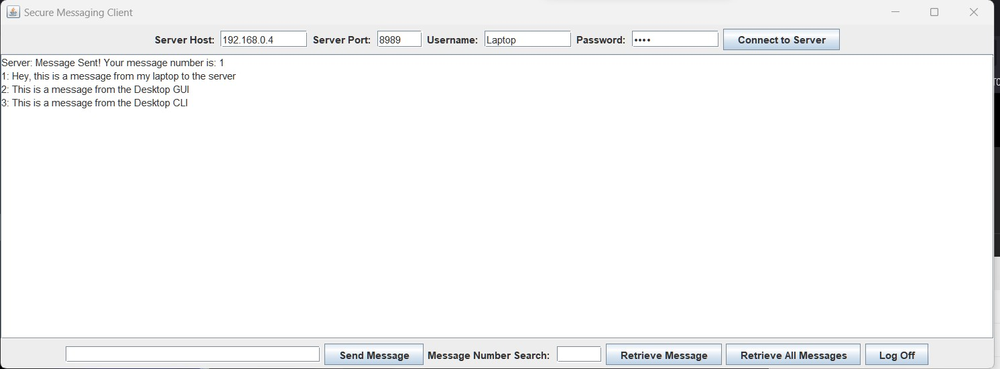 Secure Messaging Client
Server Host: 192.168.0.4 Server Port: 8989 Username: Laptop Password: •••• Connect to Server
Server: Message Sent! Your message number is: 1
1: Hey, this is a message from my laptop to the server
2: This is a message from the Desktop GUI
3: This is a message from the Desktop CLI
Send Message Message Number Search: Retrieve Message Retrieve All Messages Log Off